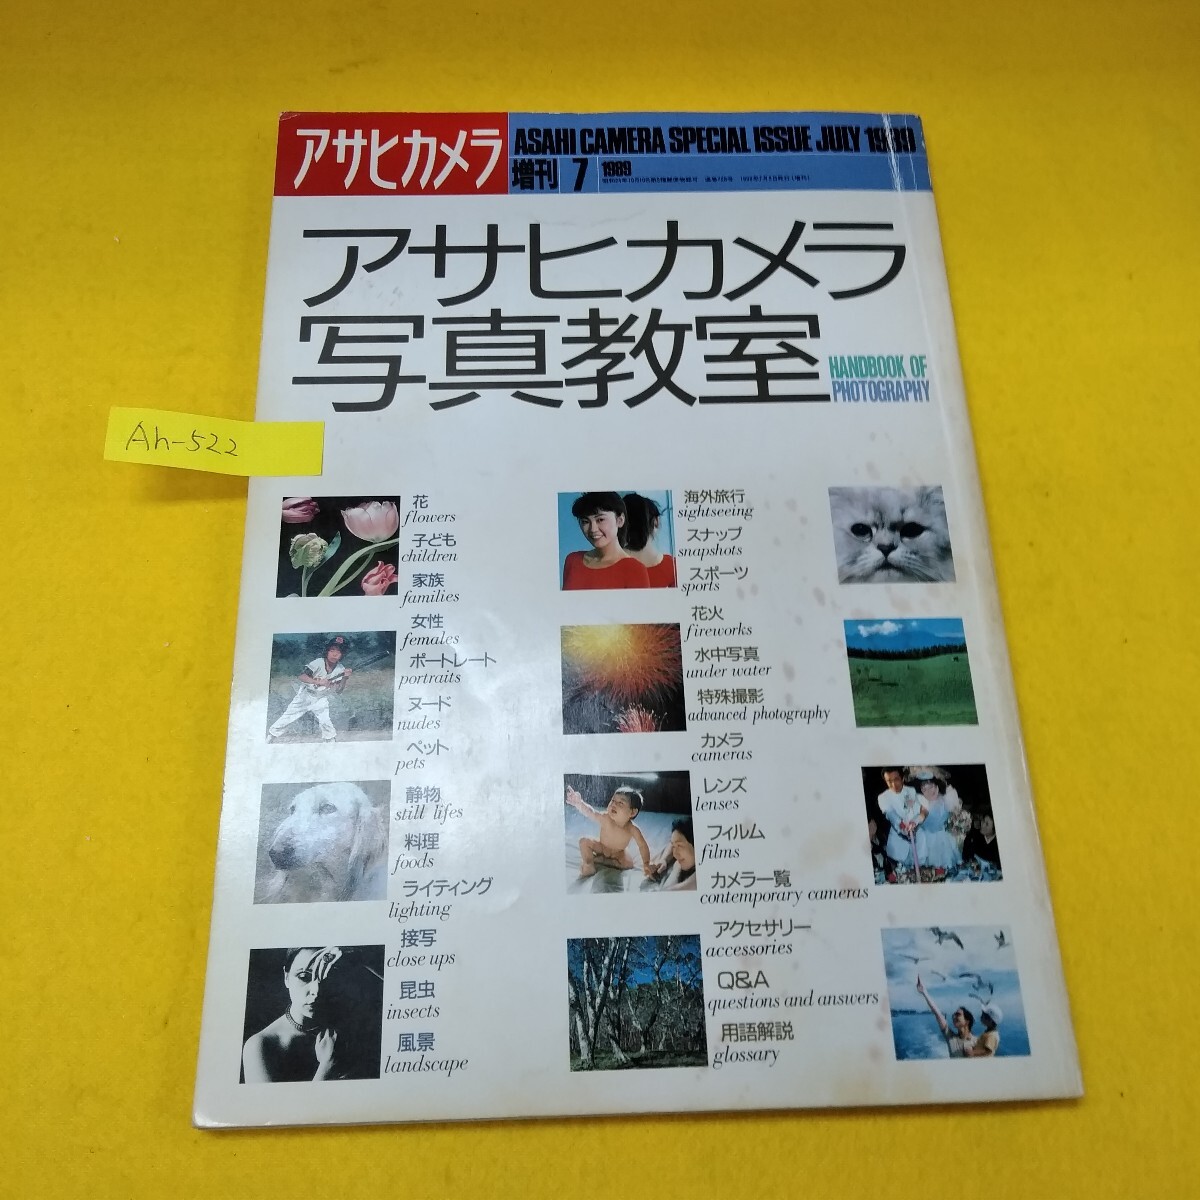 アサヒカメラ
ASAHI CAMERA SPECIAL ISSUE JULY 1989
増刊 7 1989
アサヒカメラ
写真教室
HANDBOOK OF
PHOTOGRAPHY
Ah-522
花
flowers
子ども
children
家族
families
女性
females
ポートレート
portraits
ヌード
nudes
ペット
pets
静物
still lifes
料理
foods
ライティング
lighting
接写
close ups
昆虫
insects
風景
landscape
海外旅行
sightseeing
スナップ
snapshots
スポーツ
sports
花火
fireworks
水中写真
under water
特殊撮影
advanced photography
カメラ
cameras
レンズ
lenses
フィルム
films
カメラ一覧
contemporary cameras
アクセサリー
accessories
Q&A
questions and answers
用語解説
glossary